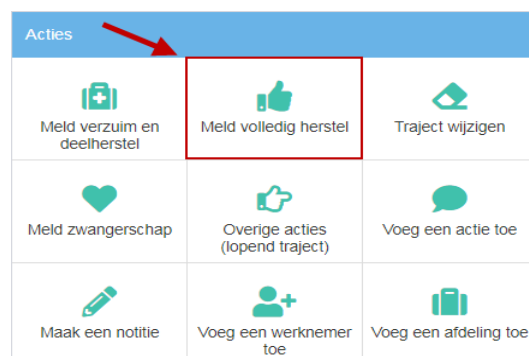 Acties
Meld verzuim en
deelherstel
Meld volledig herstel
Traject wijzigen
Meld zwangerschap
Overige acties
(lopend traject)
Voeg een actie toe
Maak een notitie
Voeg een werknemer
toe
Voeg een afdeling toe